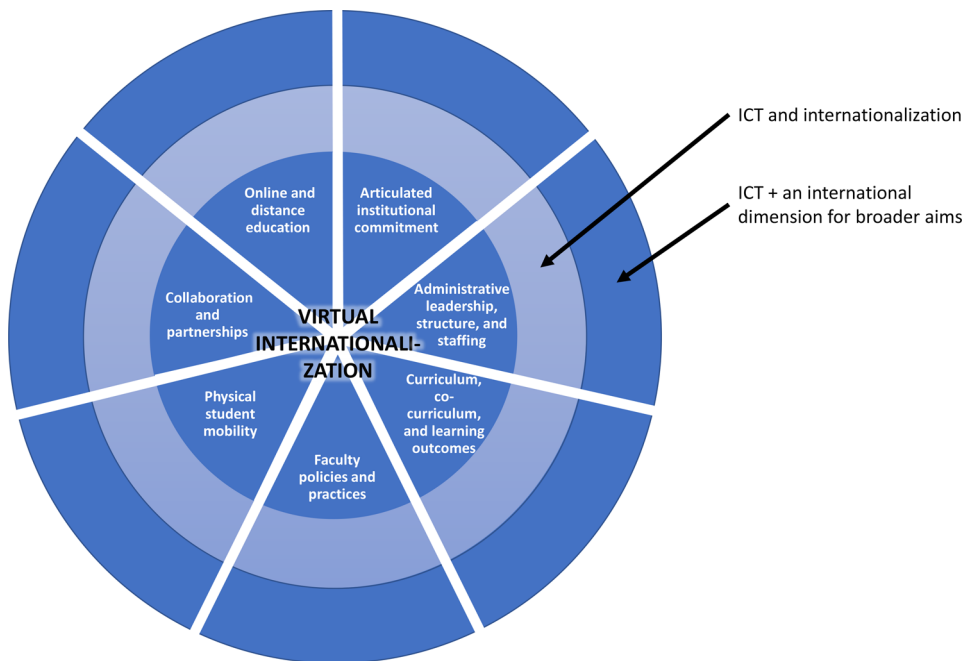 ICT and internationalization
ICT + an international
dimension for broader aims
Online and
distance
education
Articulated
institutional
commitment
Collaboration
and
partnerships
Administrative
leadership,
structure, and
staffing
VIRTUAL
INTERNATIONALI-
ZATION
Physical
student
mobility
Curriculum,
co-
curriculum,
and learning
outcomes
Faculty
policies and
practices